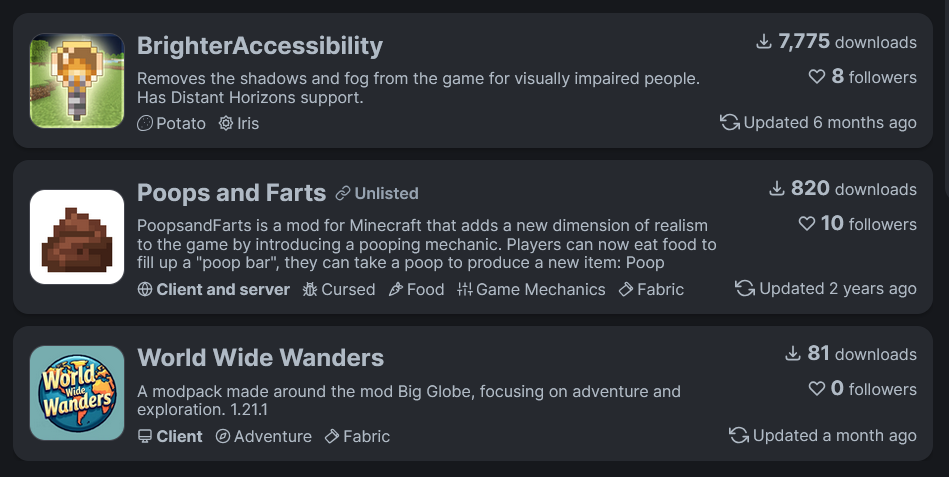 BrighterAccessibility
7,775 downloads
Removes the shadows and fog from the game for visually impaired people.
Has Distant Horizons support.
8 followers
Potato Iris
Updated 6 months ago
Poops and Farts Unlisted
820 downloads
PoopsandFarts is a mod for Minecraft that adds a new dimension of realism
to the game by introducing a pooping mechanic. Players can now eat food to
fill up a "poop bar", they can take a poop to produce a new item: Poop
10 followers
Client and server Cursed Food Game Mechanics Fabric
Updated 2 years ago
World Wide Wanders
World Wide Wanders
81 downloads
A modpack made around the mod Big Globe, focusing on adventure and
exploration. 1.21.1
0 followers
Client Adventure Fabric
Updated a month ago